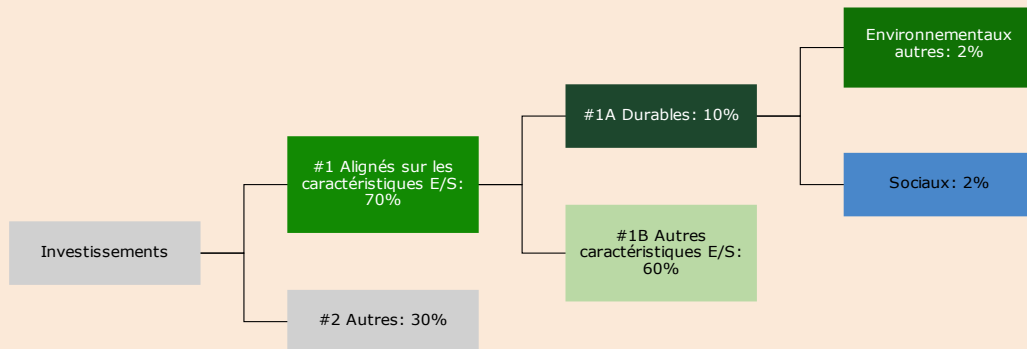 Investissements
#1 Alignés sur les
caractéristiques E/S:
70%
#2 Autres: 30%
#1A Durables: 10%
#1B Autres
caractéristiques E/S:
60%
Environnementaux
autres: 2%
Sociaux: 2%